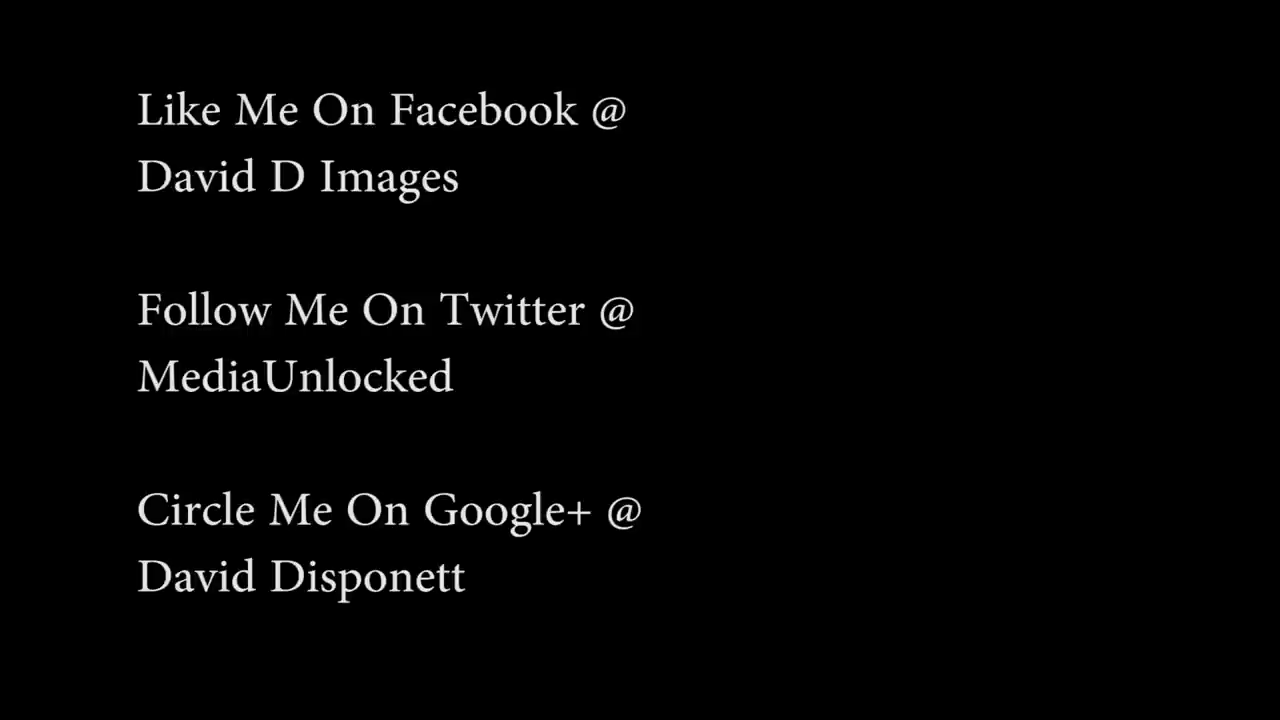 Like Me On Facebook @
David D Images
Follow Me On Twitter @
MediaUnlocked
Circle Me On Google+ @
David Disponett